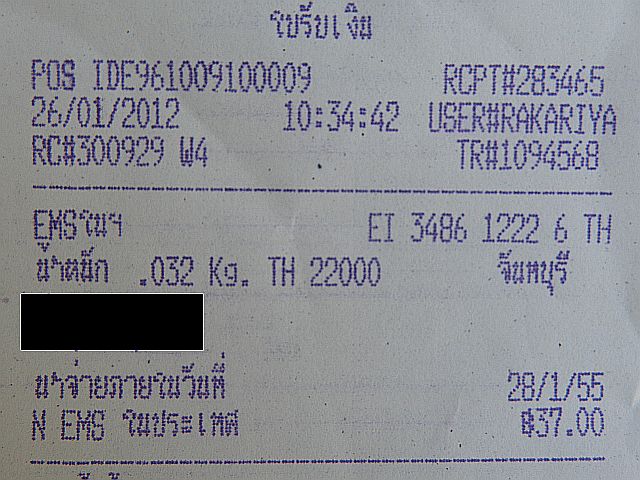 ใบรับเงิน
POS IDE961009100009 RCPT#283465
26/01/2012 10:34:42 USER#RAKARIYA
RC#300929 W4 TR#1094568
EMSในฯ EI 3486 1222 6 TH
น้ำหนัก .032 Kg. TH 22000 จันทบุรี
นำจ่ายภายในวันที่ 28/1/55
N EMS ในประเทศ ฿37.00